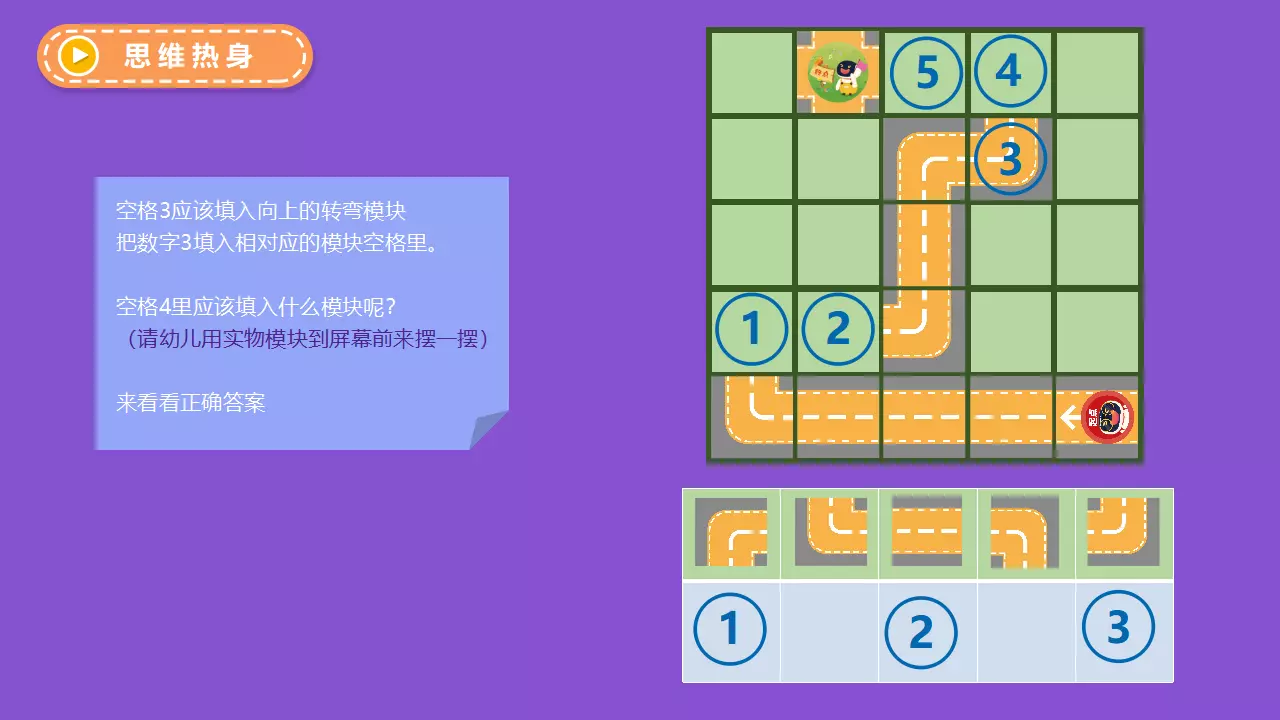 思维热身
空格3应该填入向上的转弯模块
把数字3填入相对应的模块空格里。
空格4里应该填入什么模块呢?
（请幼儿用实物模块到屏幕前来摆一摆）
来看看正确答案
5
4
3
1
2
1
2
3